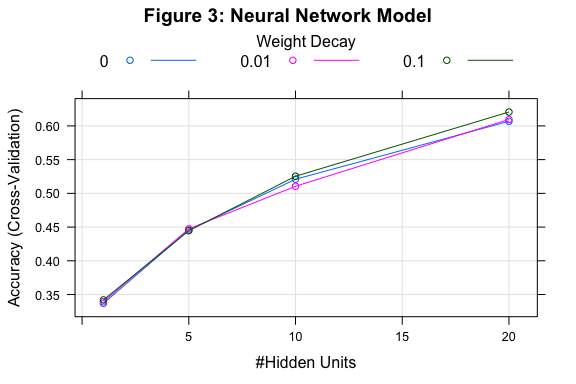 Figure 3: Neural Network Model
Weight Decay
0 0.01 0.1
Accuracy (Cross-Validation)
0.60
0.55
0.50
0.45
0.40
0.35
5 10 15 20
#Hidden Units